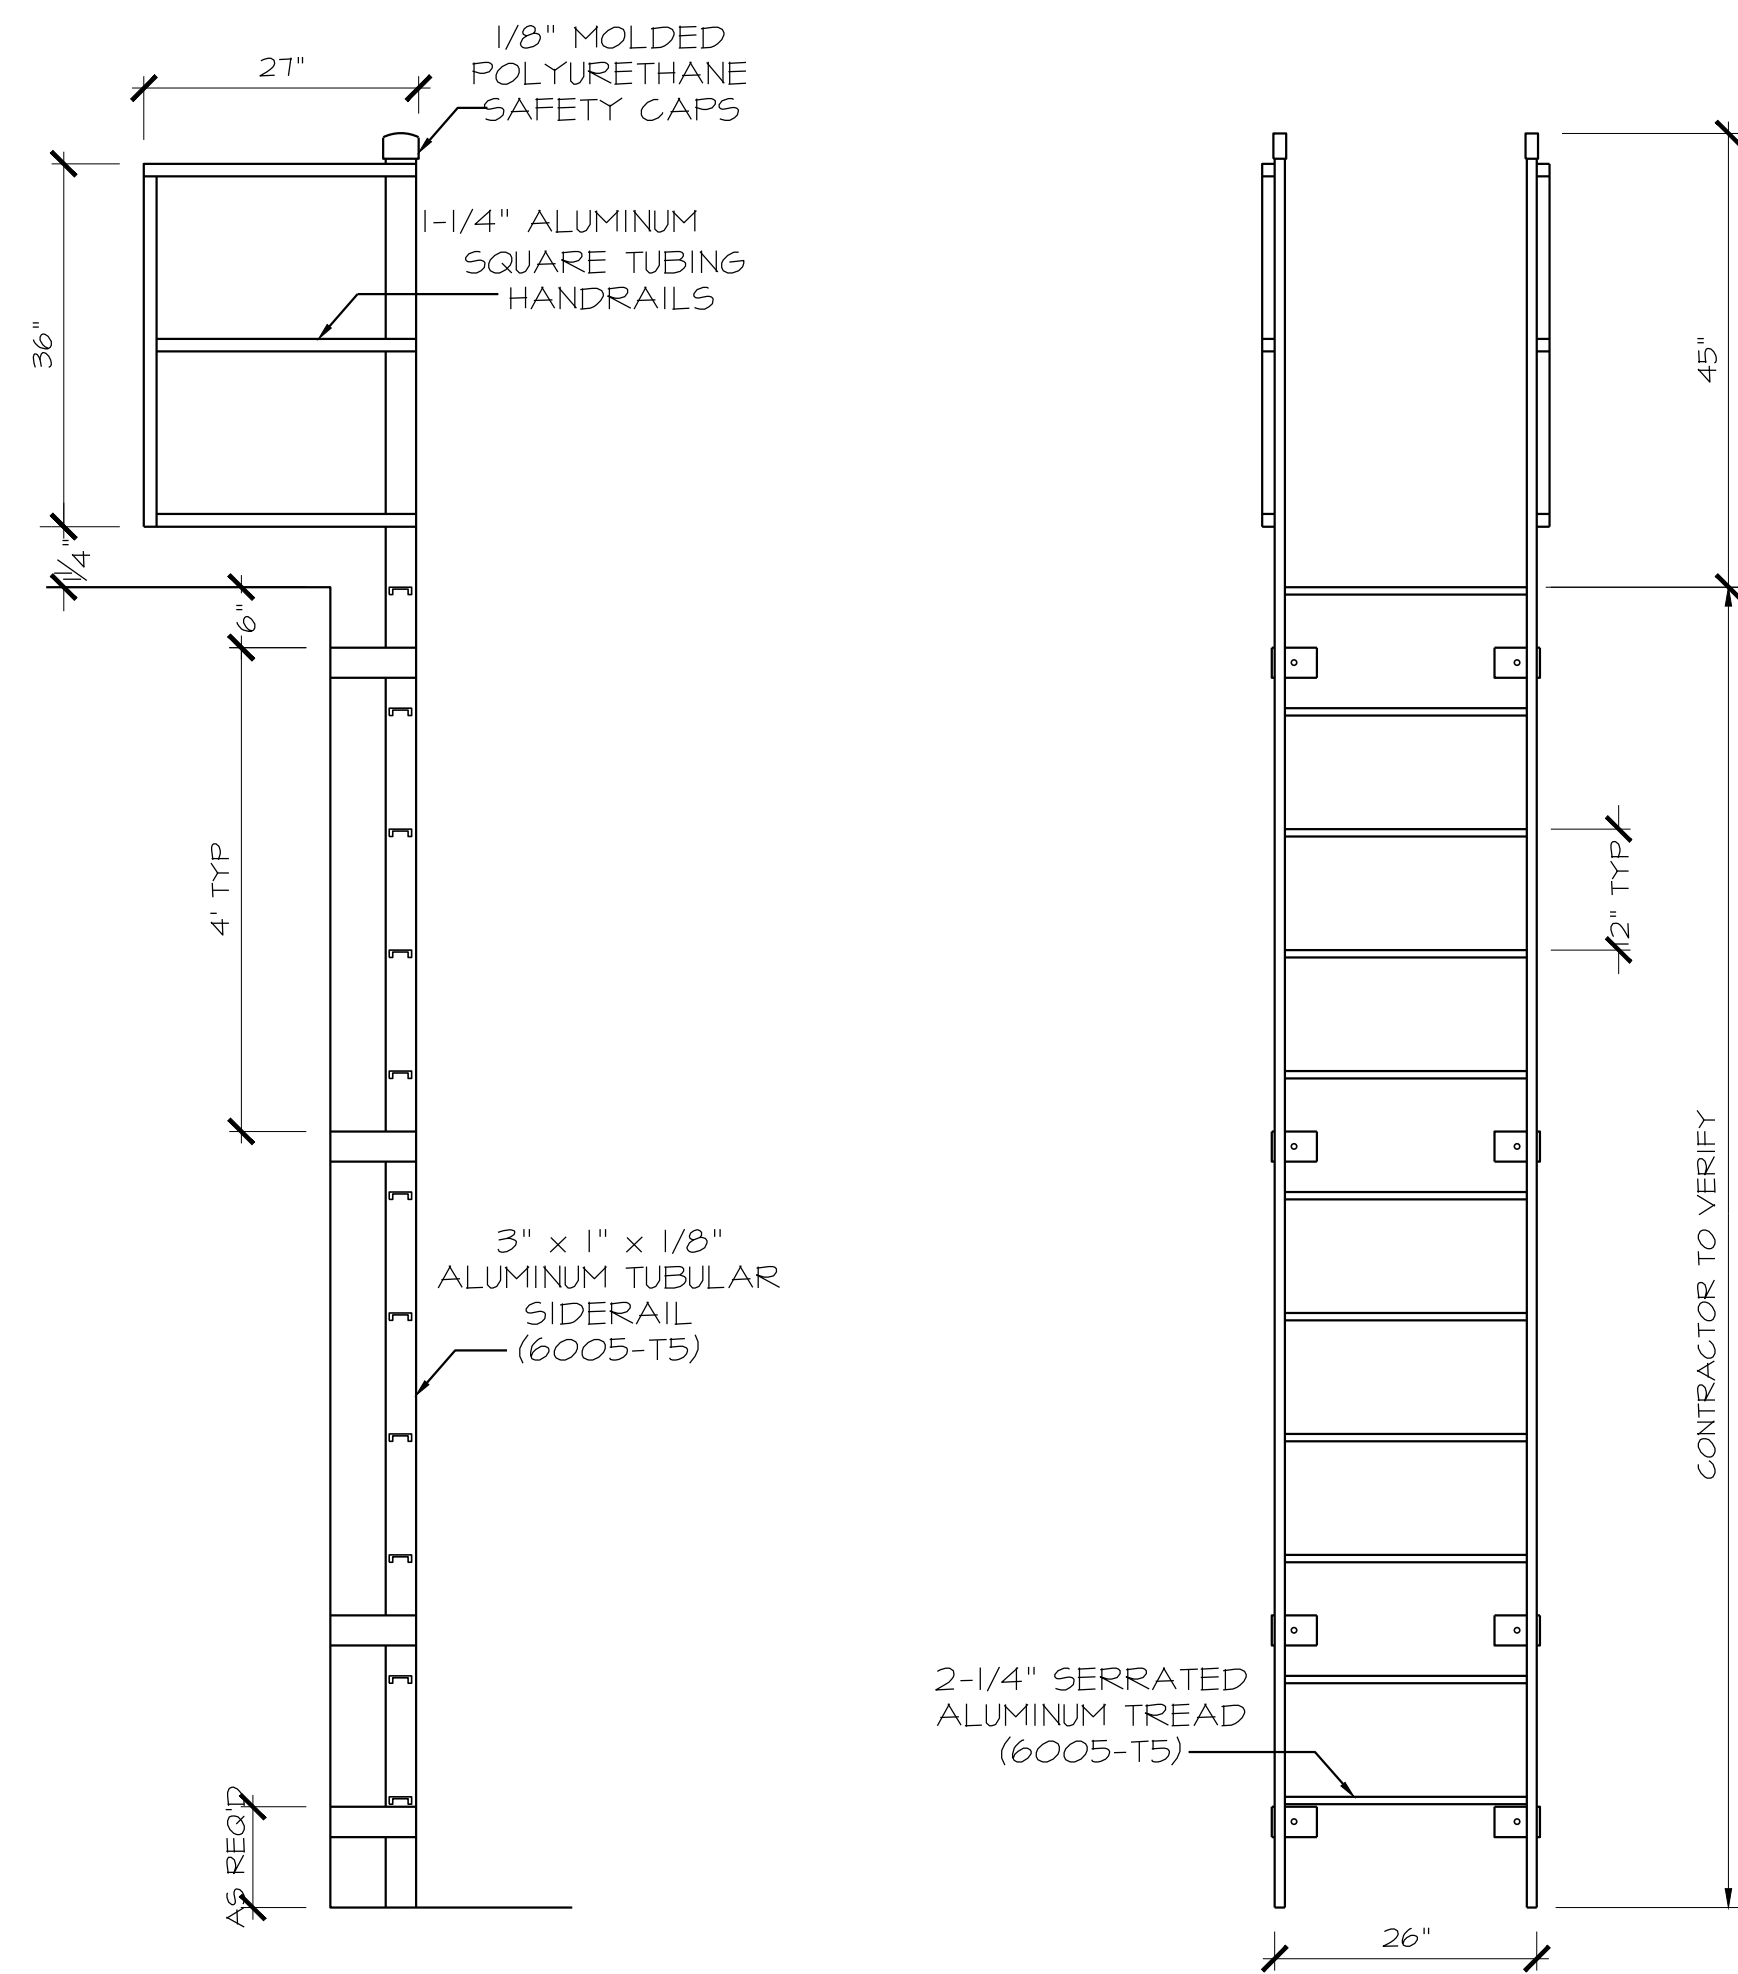 27"
1/8" MOLDED
POLYURETHANE
SAFETY CAPS
1-1/4" ALUMINUM
SQUARE TUBING
HANDRAILS
36"
45"
6"
4' TYP
12" TYP
3" x 1" x 1/8"
ALUMINUM TUBULAR
SIDERAIL
(6005-T5)
CONTRACTOR TO VERIFY
2-1/4" SERRATED
ALUMINUM TREAD
(6005-T5)
AS REQ'D
26"